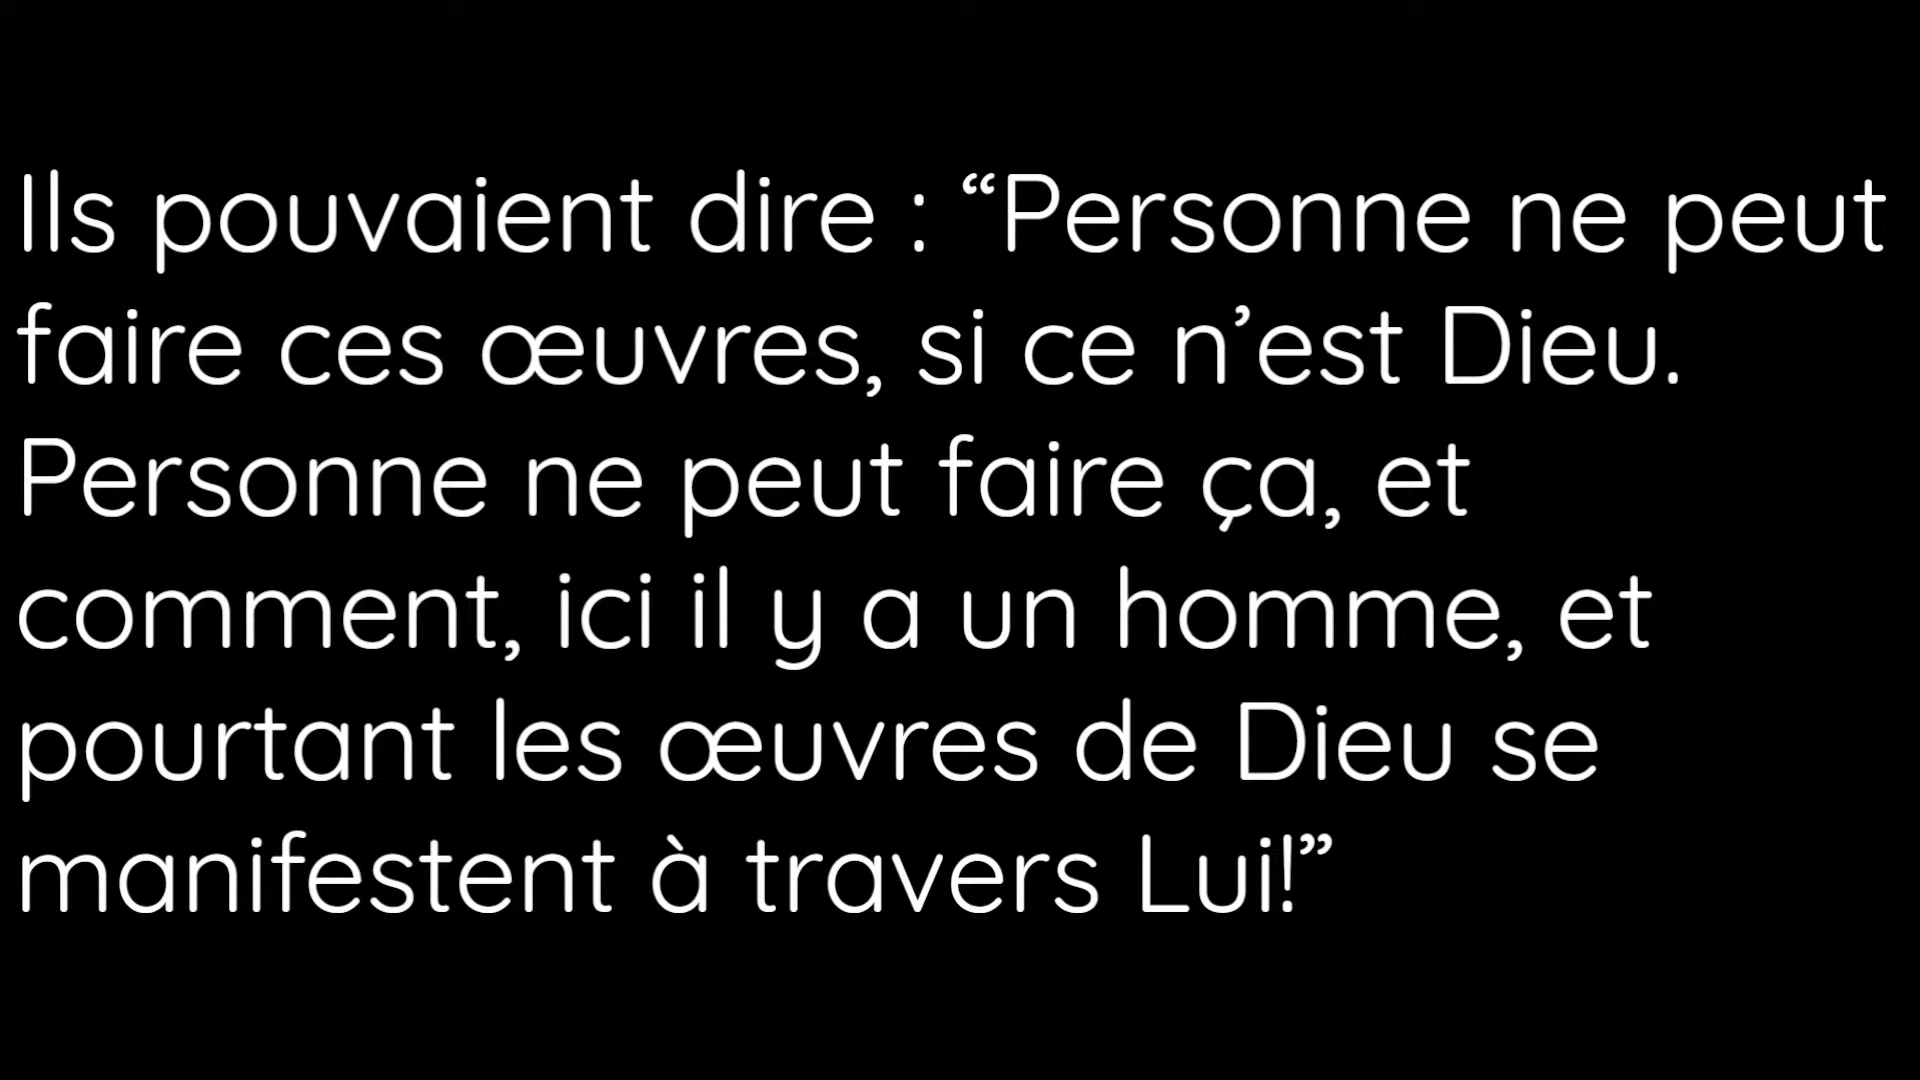 Ils pouvaient dire : “Personne ne peut
faire ces œuvres, si ce n’est Dieu.
Personne ne peut faire ça, et
comment, ici il y a un homme, et
pourtant les œuvres de Dieu se
manifestent à travers Lui!”